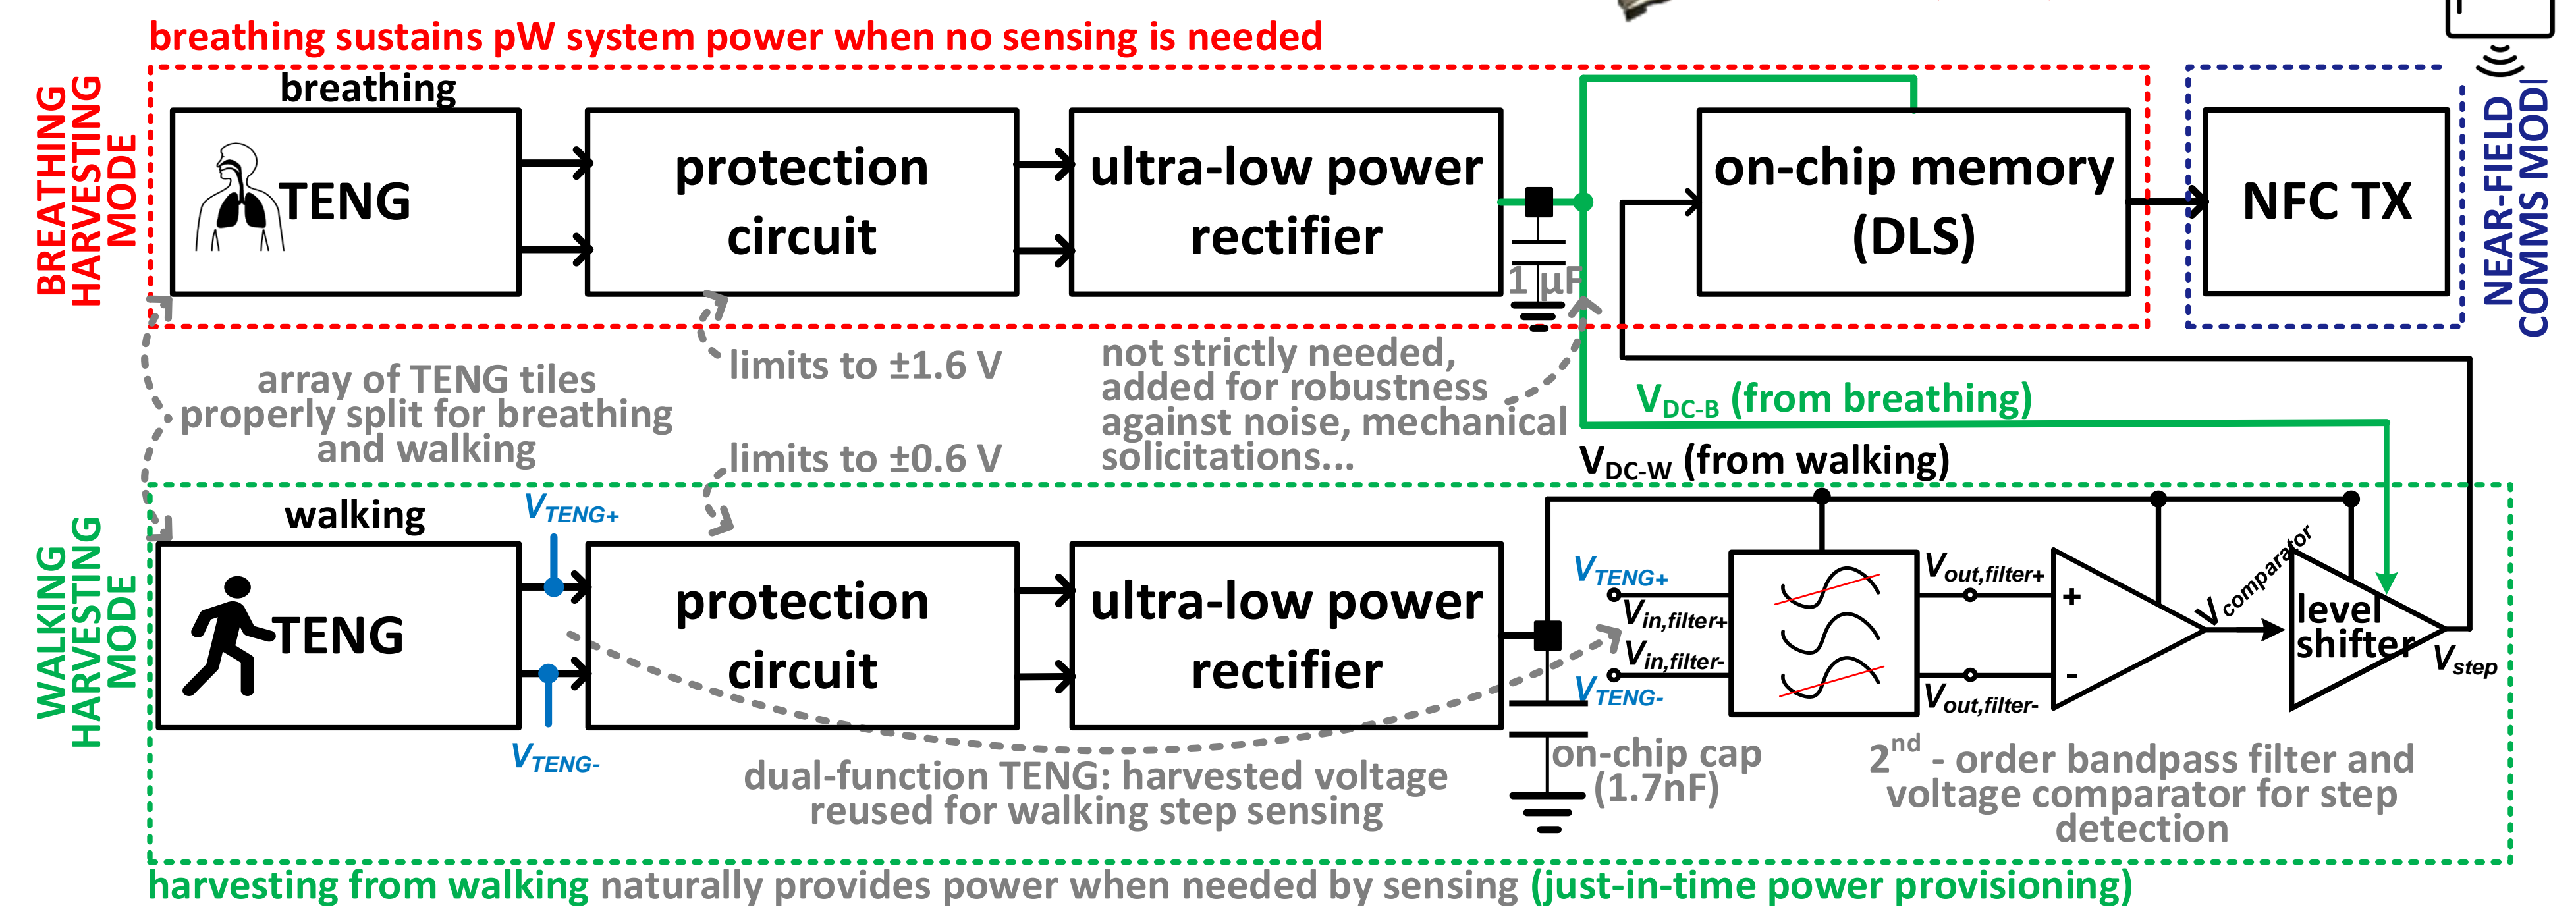 breathing sustains pW system power when no sensing is needed
BREATHING
HARVESTING
MODE
breathing
TENG
protection
circuit
ultra-low power
rectifier
1 µF
on-chip memory
(DLS)
NFC TX
NEAR-FIELD
COMMS MOD
limits to ±1.6 V
array of TENG tiles
properly split for breathing
and walking
limits to ±0.6 V
not strictly needed,
added for robustness
against noise, mechanical
solicitations...
VDC-B (from breathing)
VDC-W (from walking)
WALKING
HARVESTING
MODE
walking
TENG
VTENG+
VTENG-
protection
circuit
ultra-low power
rectifier
VTENG+
Vin,filter+
Vin,filter-
VTENG-
Vout,filter+
Vout,filter-
+
-
Vcomparator
level
shifter
Vstep
on-chip cap
(1.7nF)
dual-function TENG: harvested voltage
reused for walking step sensing
2nd - order bandpass filter and
voltage comparator for step
detection
harvesting from walking naturally provides power when needed by sensing (just-in-time power provisioning)